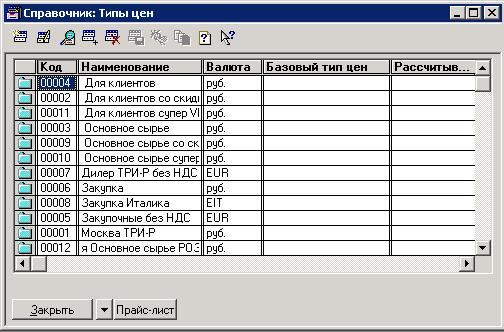 Справочник: Типы цен
Код Наименование Валюта Базовый тип цен Рассчитыв...
00004 Для клиентов руб.
00002 Для клиентов со скид руб.
00011 Для клиентов супер VI руб.
00003 Основное сырье руб.
00009 Основное сырье со ск руб.
00010 Основное сырье супер руб.
00007 Дилер ТРИ-Р без НДС EUR
00006 Закупка руб.
00008 Закупка Италика EIT
00005 Закупочные без НДС EUR
00001 Москва ТРИ-Р руб.
00012 я Основное сырье РОЗ руб.
Закрыть Прайс-лист